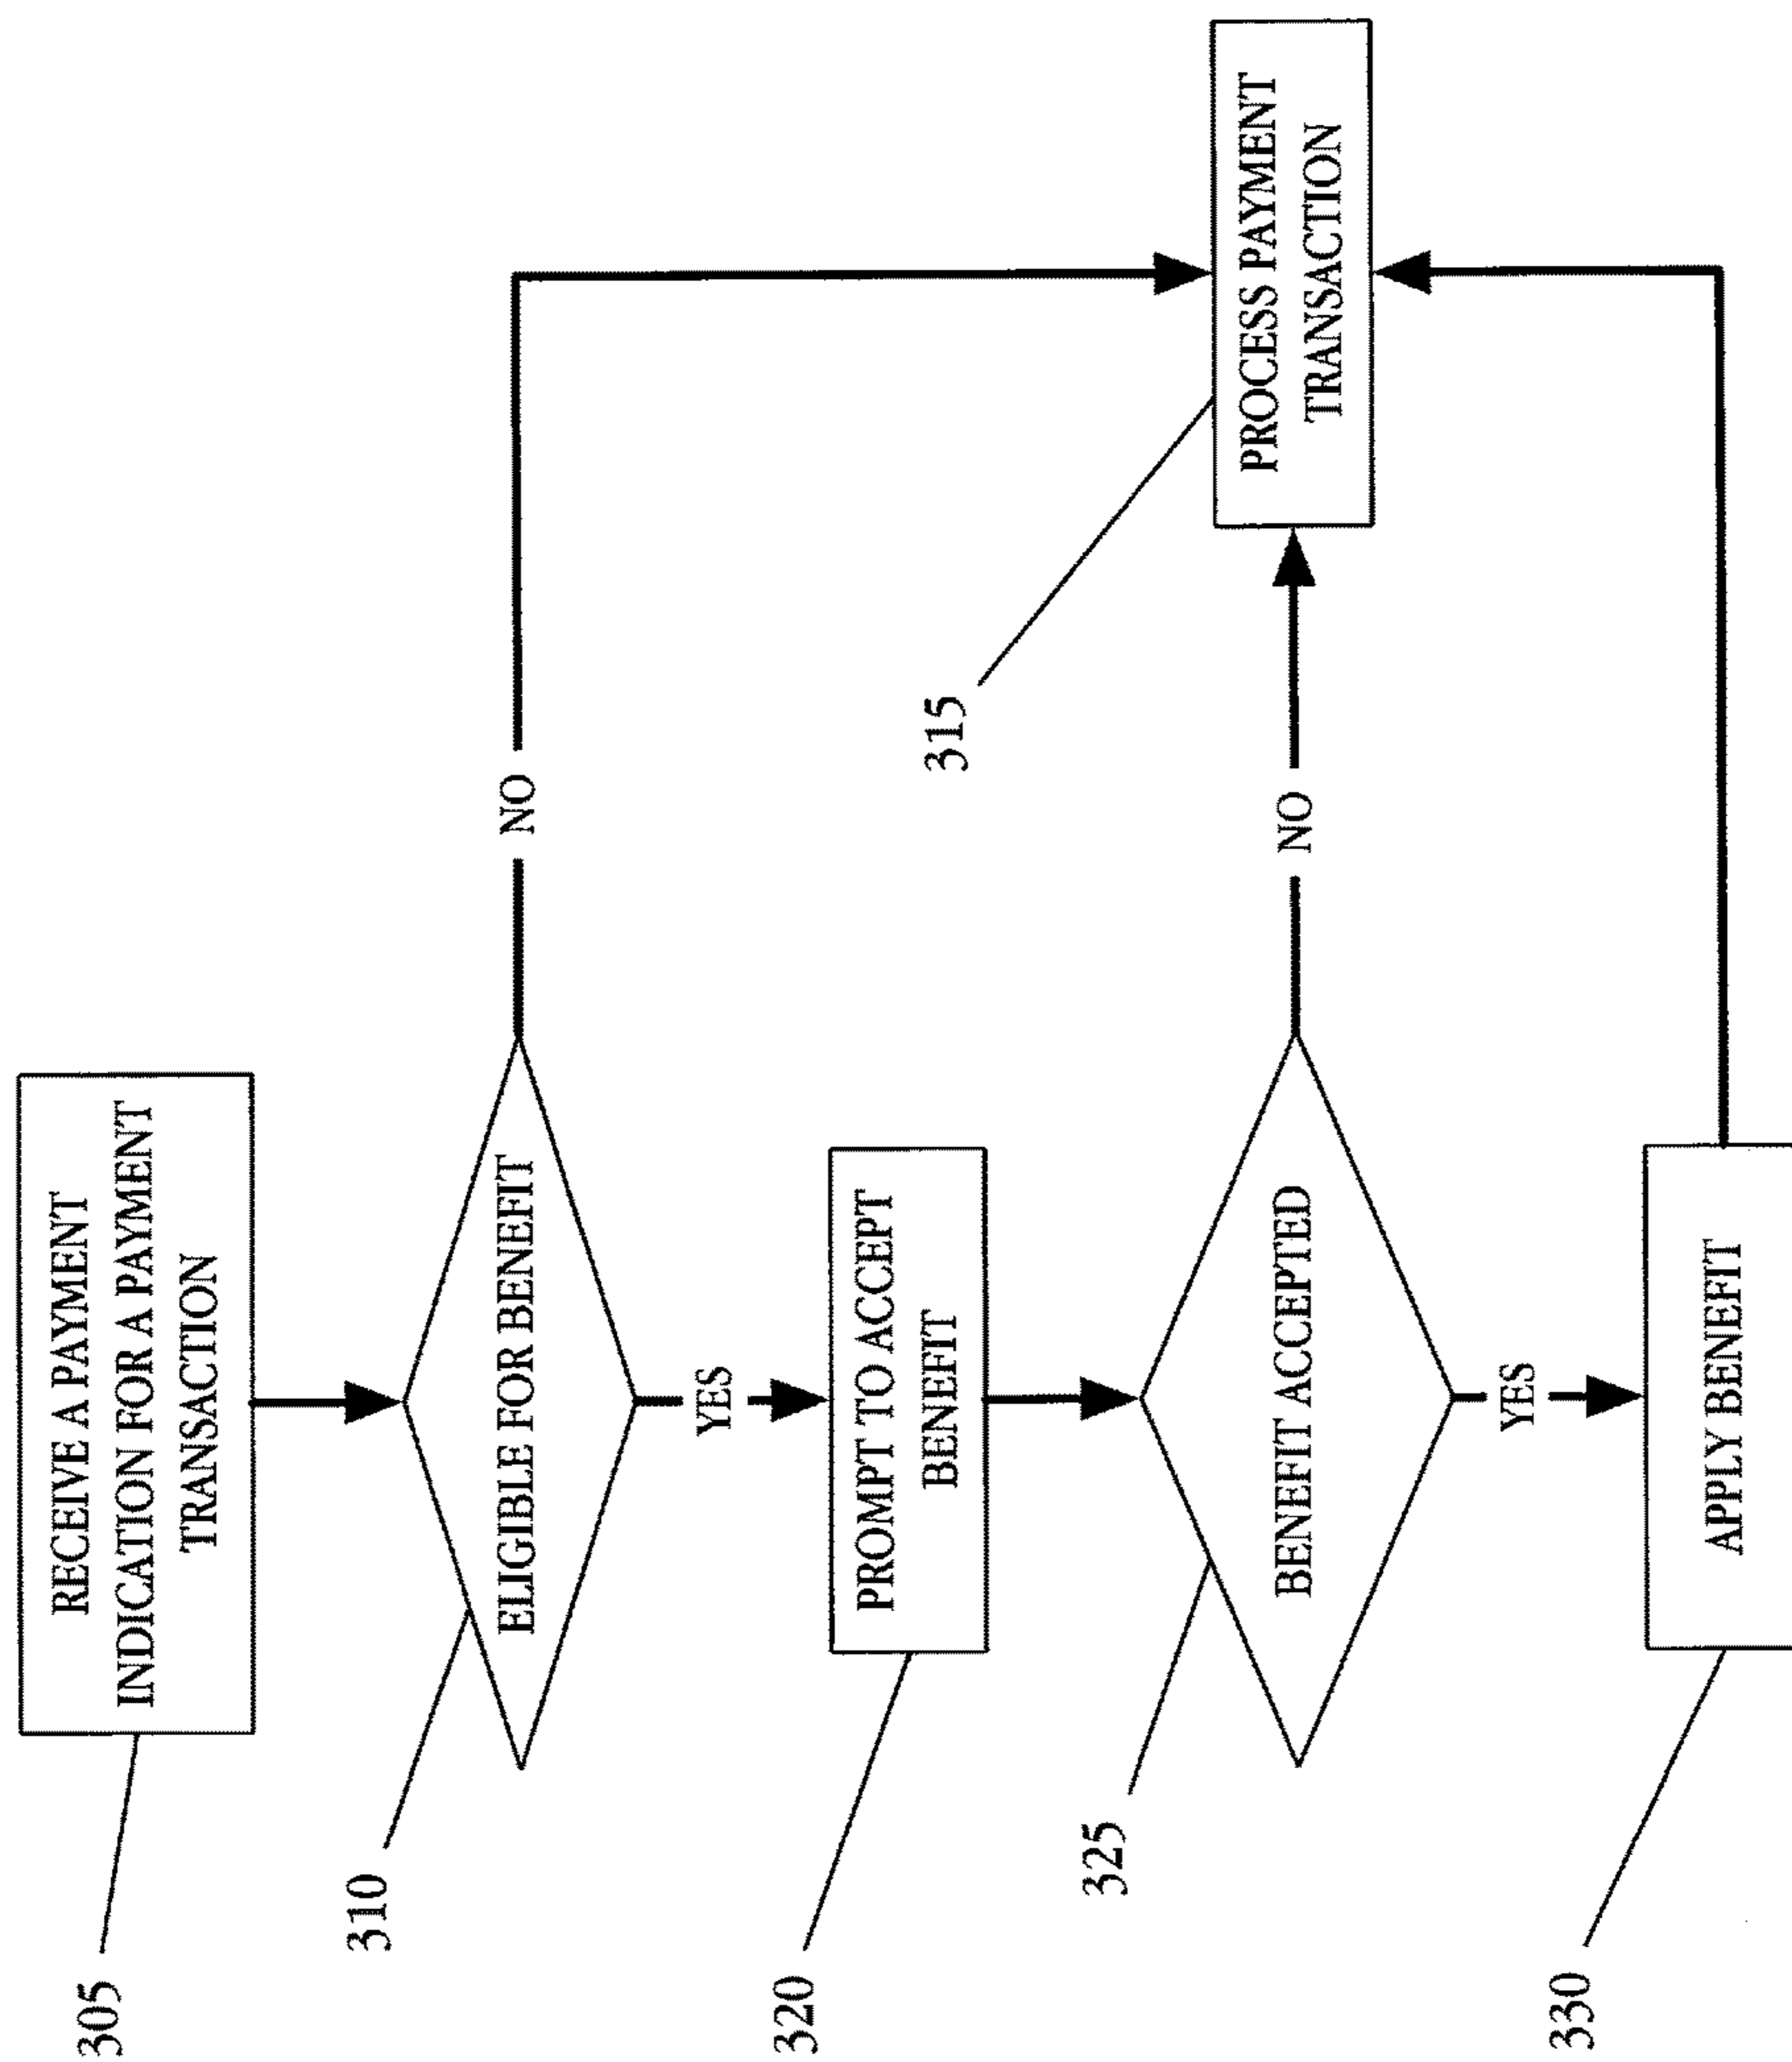 305
RECEIVE A PAYMENT
INDICATION FOR A PAYMENT
TRANSACTION
310
ELIGIBLE FOR BENEFIT
NO
YES
320
PROMPT TO ACCEPT
BENEFIT
325
BENEFIT ACCEPTED
NO
315
PROCESS PAYMENT
TRANSACTION
YES
330
APPLY BENEFIT